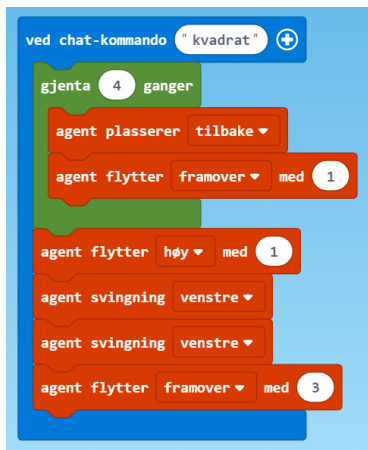 ved chat-kommando "kvadrat"
gjenta 4 ganger
agent plasserer tilbake
agent flytter framover med 1
agent flytter høy med 1
agent svingning venstre
agent svingning venstre
agent flytter framover med 3